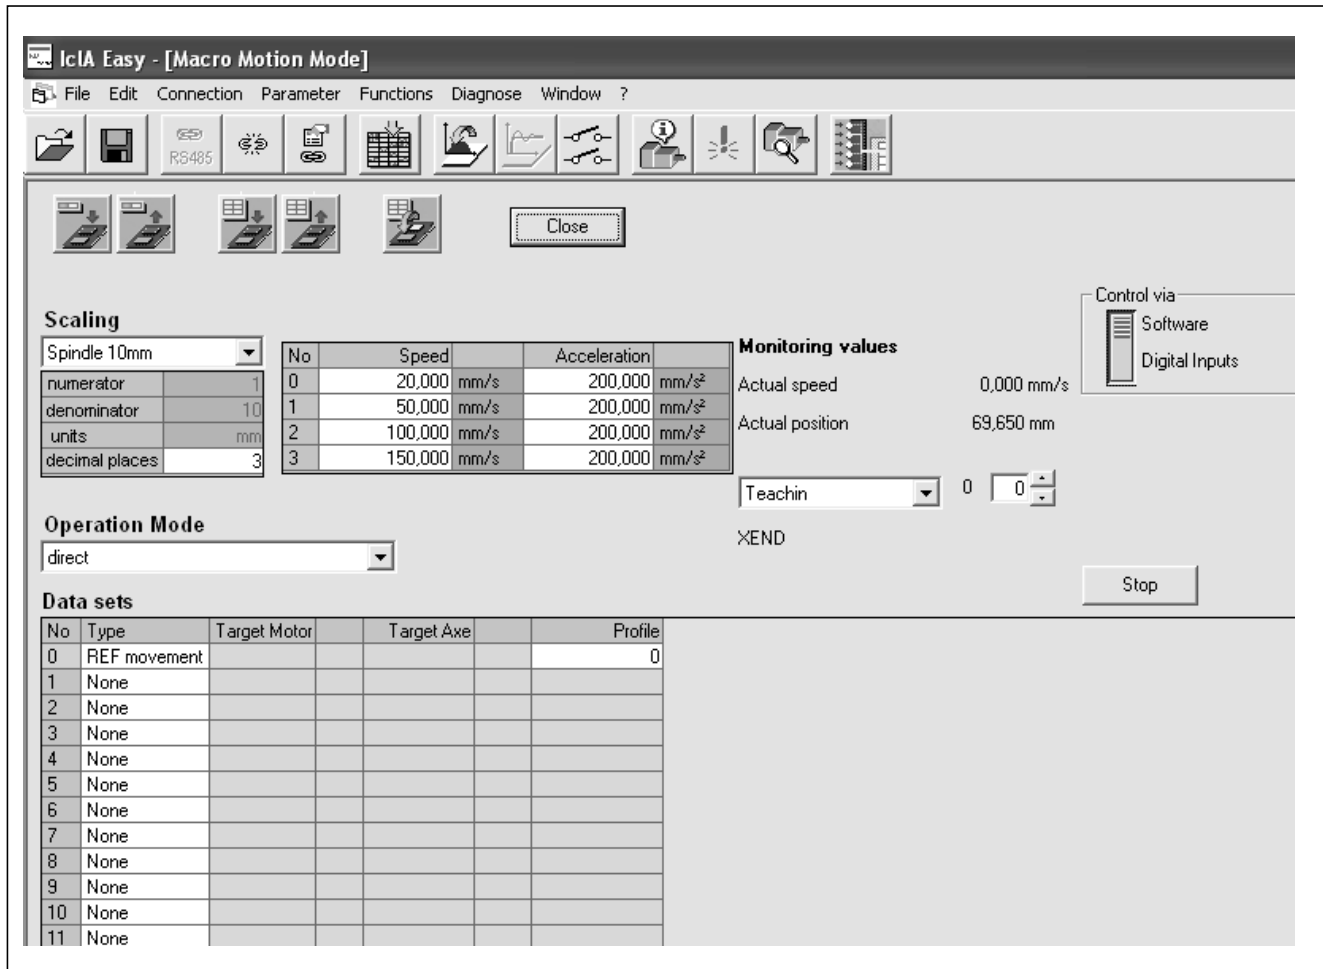 IclA Easy - [Macro Motion Mode]
File Edit Connection Parameter Functions Diagnose Window ?
RS485
Close
Control via
Software
Digital Inputs
Scaling
Spindle 10mm
numerator 1
denominator 10
units mm
decimal places 3
No Speed Acceleration
0 20,000 mm/s 200,000 mm/s²
1 50,000 mm/s 200,000 mm/s²
2 100,000 mm/s 200,000 mm/s²
3 150,000 mm/s 200,000 mm/s²
Monitoring values
Actual speed 0,000 mm/s
Actual position 69,650 mm
Teachin 0 0
XEND
Stop
Operation Mode
direct
Data sets
No Type Target Motor Target Axe Profile
0 REF movement 0
1 None
2 None
3 None
4 None
5 None
6 None
7 None
8 None
9 None
10 None
11 None